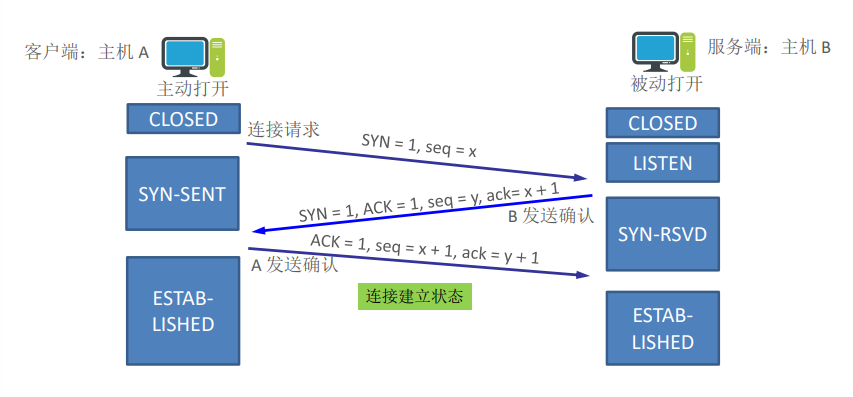 客户端：主机 A
服务端：主机 B
主动打开
被动打开
CLOSED
CLOSED
连接请求
SYN = 1, seq = x
LISTEN
SYN-SENT
SYN = 1, ACK = 1, seq = y, ack= x + 1
B 发送确认
SYN-RSVD
ACK = 1, seq = x + 1, ack = y + 1
A 发送确认
连接建立状态
ESTAB-
LISHED
ESTAB-
LISHED